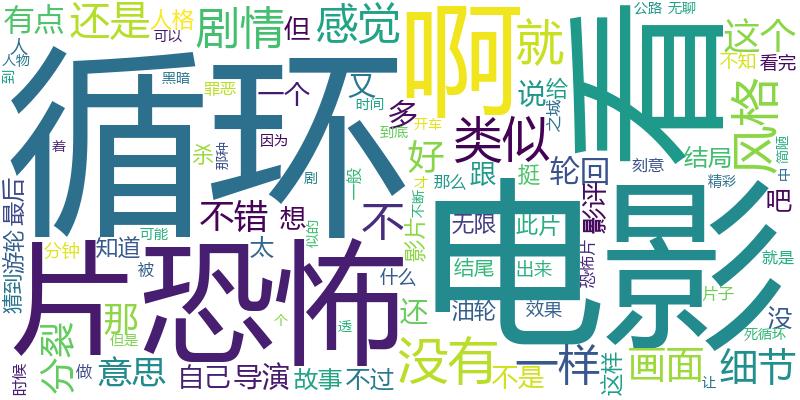 有点
还是
人格
可以
剧情
但
感觉
啊
就
看
公路
无聊
这个
人
人物
到
循环
黑暗
罪恶
一个
又
时间
多
说
给
之城
不知
看完
风格
着
杀
那种
因为
到底
开车
好
类似
跟
挺
轮回
刻意
结局
精彩
中
简陋
猜到
游轮
最后
不错
想
剧
似的
一般
不
影片
不断
那么
才
电影
无限
此片
影评
吧
分钟
知道
可能
被
太
片
恐怖
什么
结尾
出来
恐怖片
就是
那
但是
个
透
还
油轮
效果
片子
没
死循环
时候
分裂
做
意思
自己
导演
故事
不过
没有
不是
一样
这样
画面
让
细节